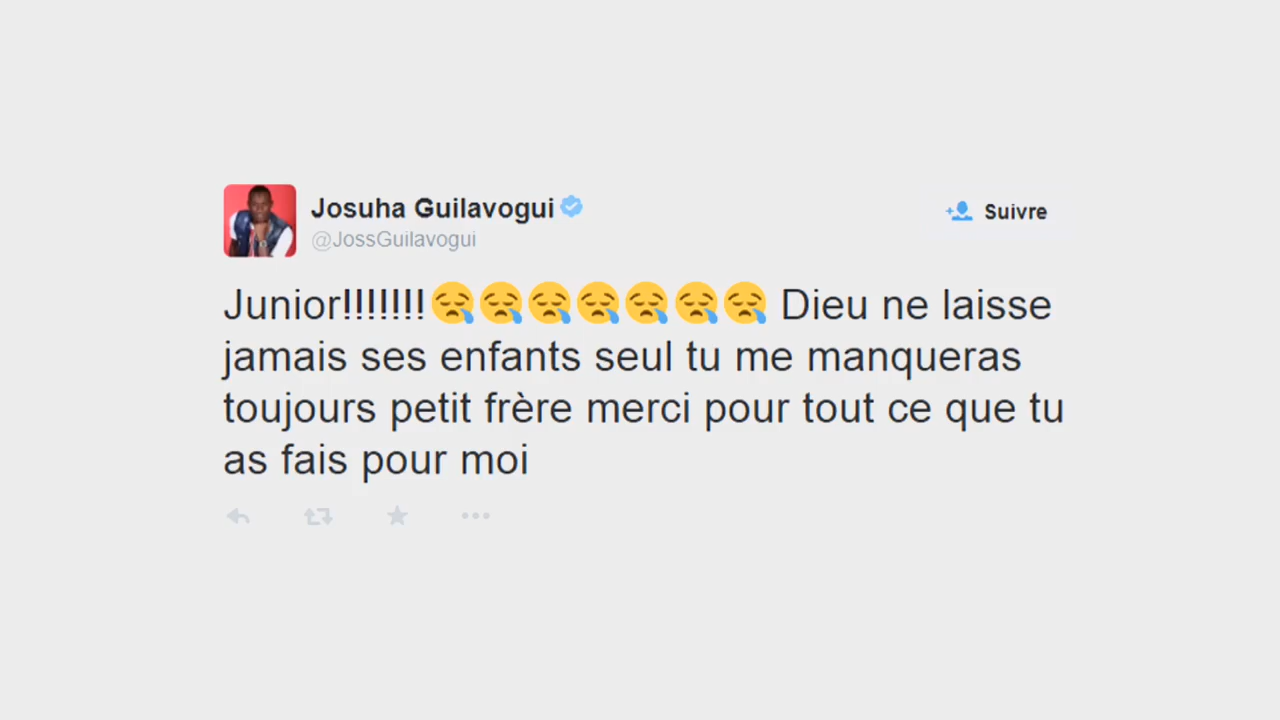 Josuha Guilavogui
@JossGuilavogui
Suivre
Junior!!!!!!!😪😪😪😪😪😪😪 Dieu ne laisse
jamais ses enfants seul tu me manqueras
toujours petit frère merci pour tout ce que tu
as fais pour moi